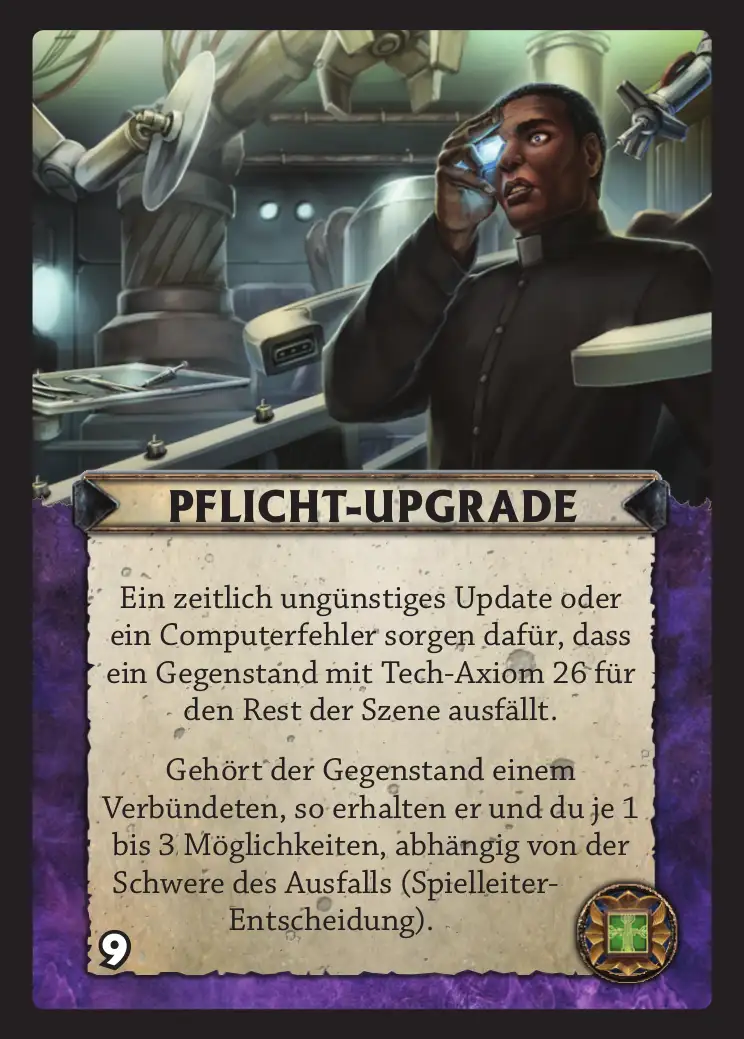 PFLICHT-UPGRADE
Ein zeitlich ungünstiges Update oder
ein Computerfehler sorgen dafür, dass
ein Gegenstand mit Tech-Axiom 26 für
den Rest der Szene ausfällt.
Gehört der Gegenstand einem
Verbündeten, so erhalten er und du je 1
bis 3 Möglichkeiten, abhängig von der
Schwere des Ausfalls (Spielleiter-
Entscheidung).
9